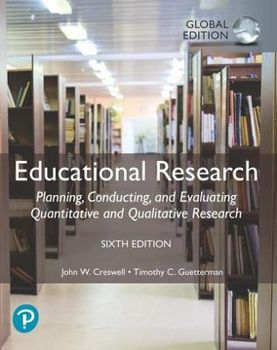 GLOBAL
EDITION
Educational Research
Planning, Conducting, and Evaluating
Quantitative and Qualitative Research
SIXTH EDITION
John W. Creswell • Timothy C. Guetterman
P